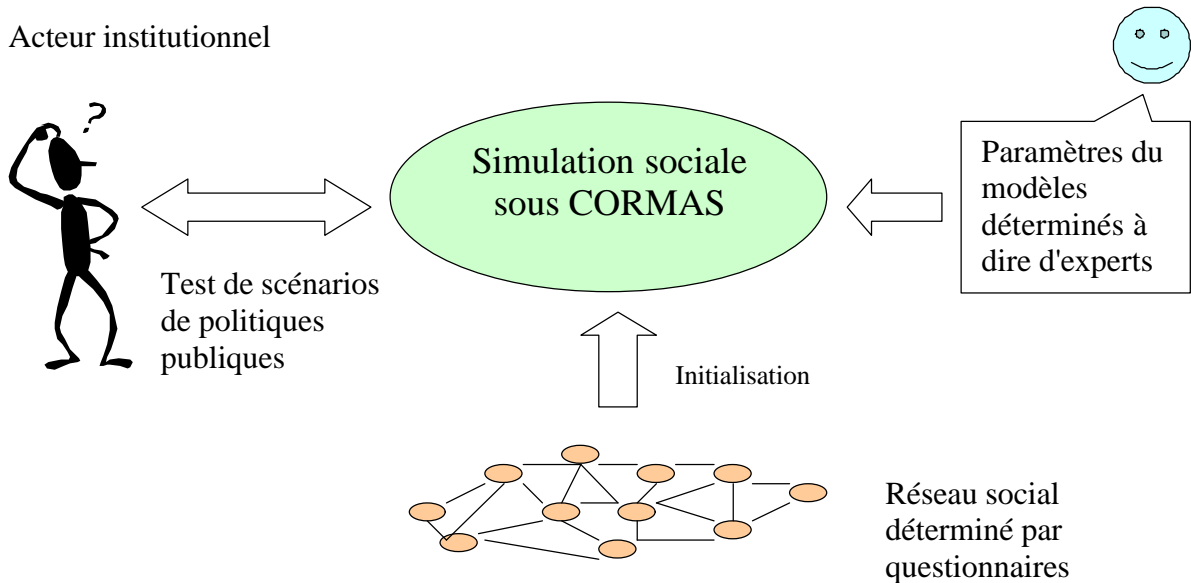 Acteur institutionnel
?
Simulation sociale
sous CORMAS
Paramètres du
modèles
déterminés à
dire d'experts
Test de scénarios
de politiques
publiques
Initialisation
Réseau social
déterminé par
questionnaires